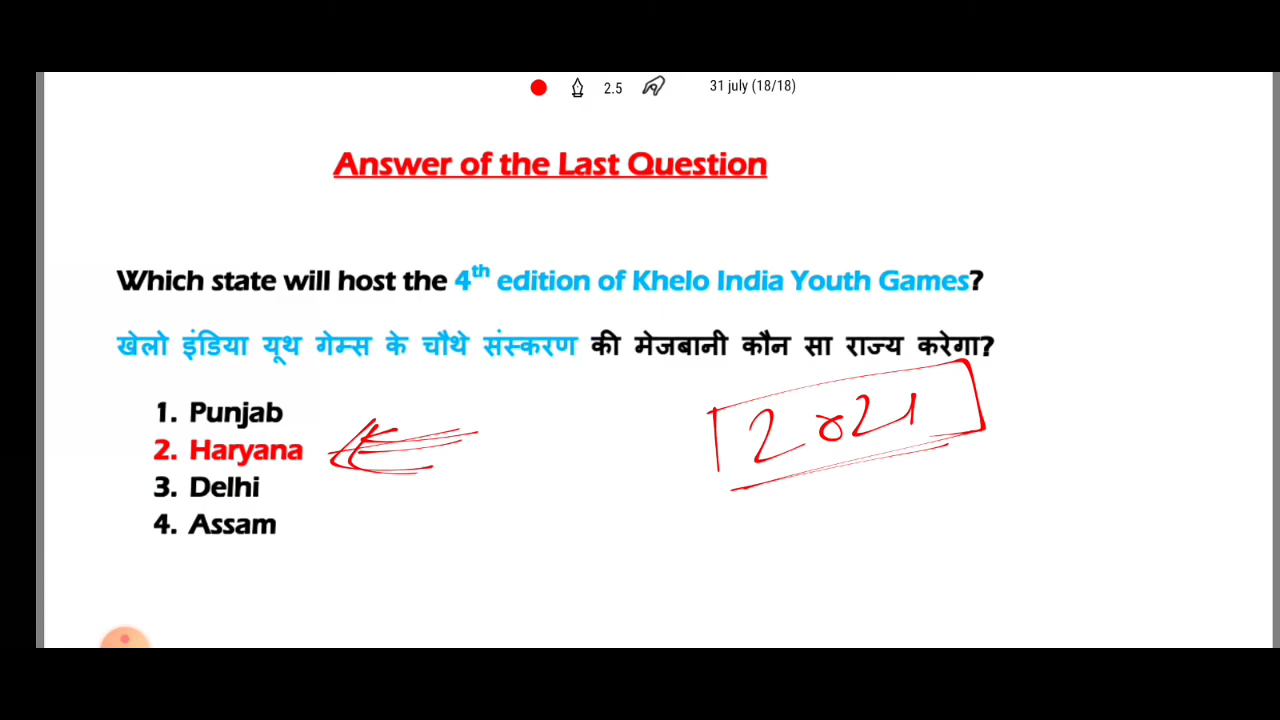 2.5 31 july (18/18)
Answer of the Last Question
Which state will host the 4th edition of Khelo India Youth Games?
खेलो इंडिया यूथ गेम्स के चौथे संस्करण की मेजबानी कौन सा राज्य करेगा?
1. Punjab
2. Haryana
3. Delhi
4. Assam
2021